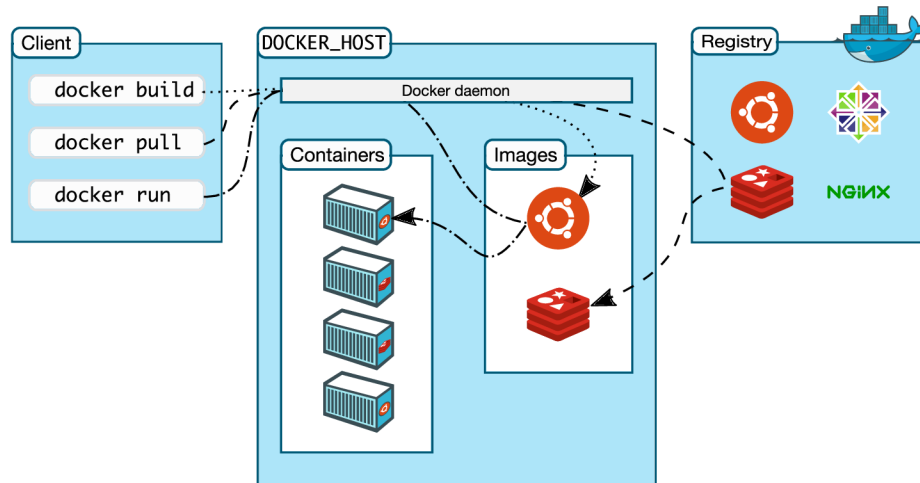 Client
docker build
docker pull
docker run
DOCKER_HOST
Docker daemon
Containers
Images
Registry
NGINX